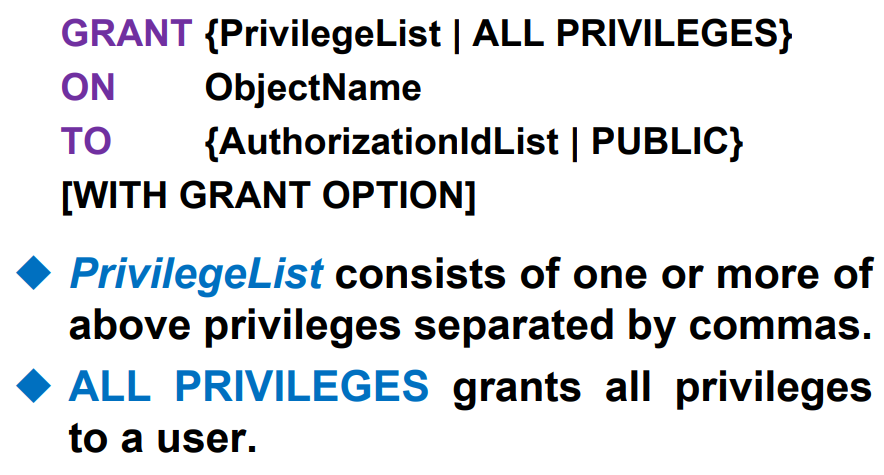 GRANT {PrivilegeList | ALL PRIVILEGES}
ON ObjectName
TO {AuthorizationIdList | PUBLIC}
[WITH GRANT OPTION]
PrivilegeList consists of one or more of
above privileges separated by commas.
ALL PRIVILEGES grants all privileges
to a user.